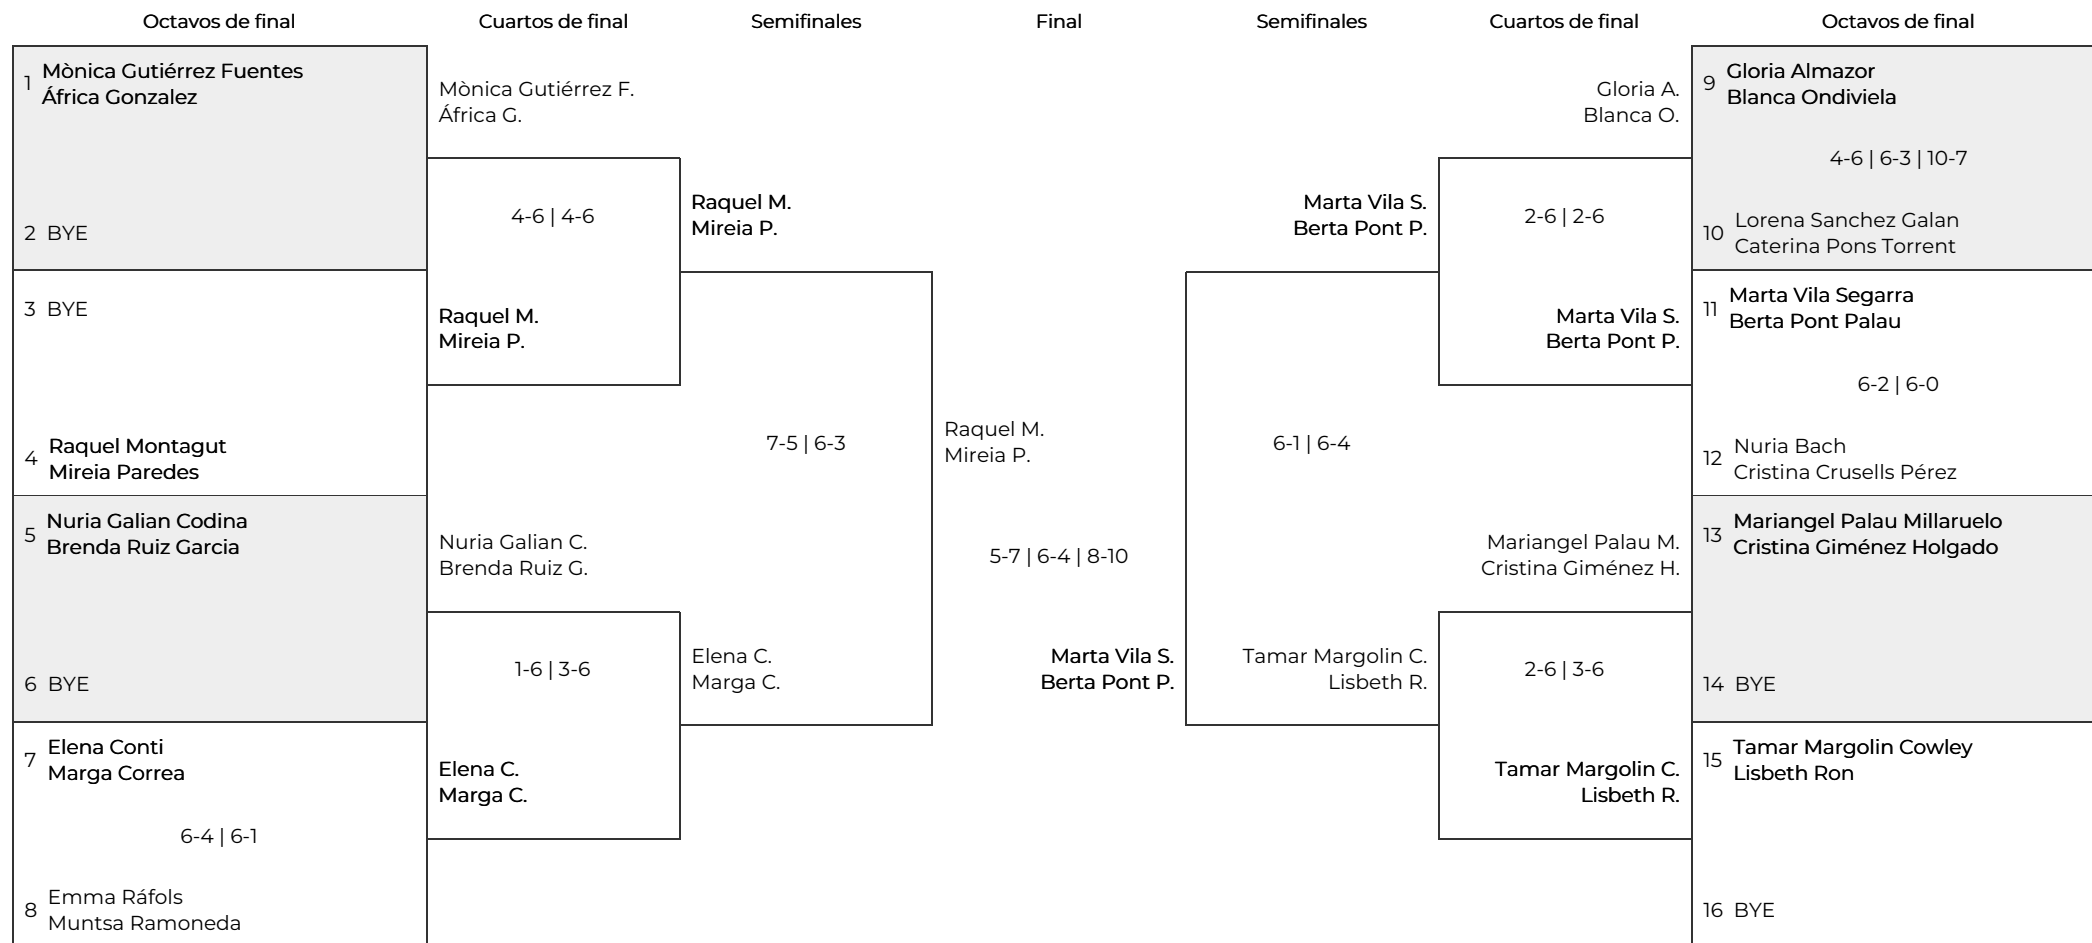 Octavos de final
Cuartos de final
Semifinales
Final
Semifinales
Cuartos de final
Octavos de final
1
Mònica Gutiérrez Fuentes
África Gonzalez
2 BYE
3 BYE
4
Raquel Montagut
Mireia Paredes
5
Nuria Galian Codina
Brenda Ruiz Garcia
6 BYE
7
Elena Conti
Marga Correa
6-4 | 6-1
8
Emma Ráfols
Muntsa Ramoneda
Mònica Gutiérrez F.
África G.
4-6 | 4-6
Raquel M.
Mireia P.
Nuria Galian C.
Brenda Ruiz G.
1-6 | 3-6
Elena C.
Marga C.
Raquel M.
Mireia P.
7-5 | 6-3
Elena C.
Marga C.
Raquel M.
Mireia P.
5-7 | 6-4 | 8-10
Marta Vila S.
Berta Pont P.
Marta Vila S.
Berta Pont P.
6-1 | 6-4
Tamar Margolin C.
Lisbeth R.
Gloria A.
Blanca O.
2-6 | 2-6
Marta Vila S.
Berta Pont P.
Mariangel Palau M.
Cristina Giménez H.
2-6 | 3-6
Tamar Margolin C.
Lisbeth R.
9
Gloria Almazor
Blanca Ondiviela
4-6 | 6-3 | 10-7
10
Lorena Sanchez Galan
Caterina Pons Torrent
11
Marta Vila Segarra
Berta Pont Palau
6-2 | 6-0
12
Nuria Bach
Cristina Crusells Pérez
13
Mariangel Palau Millaruelo
Cristina Giménez Holgado
14 BYE
15
Tamar Margolin Cowley
Lisbeth Ron
16 BYE